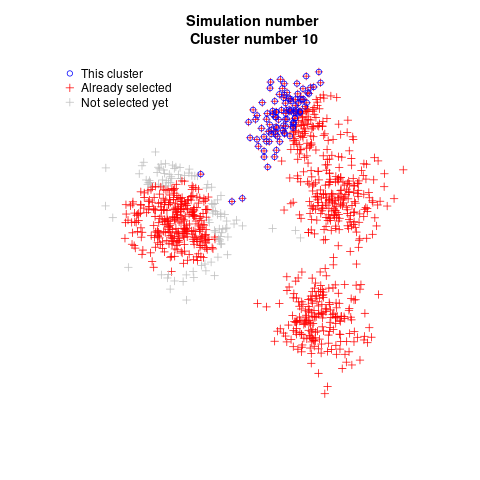 Simulation number
Cluster number 10
This cluster
Already selected
Not selected yet